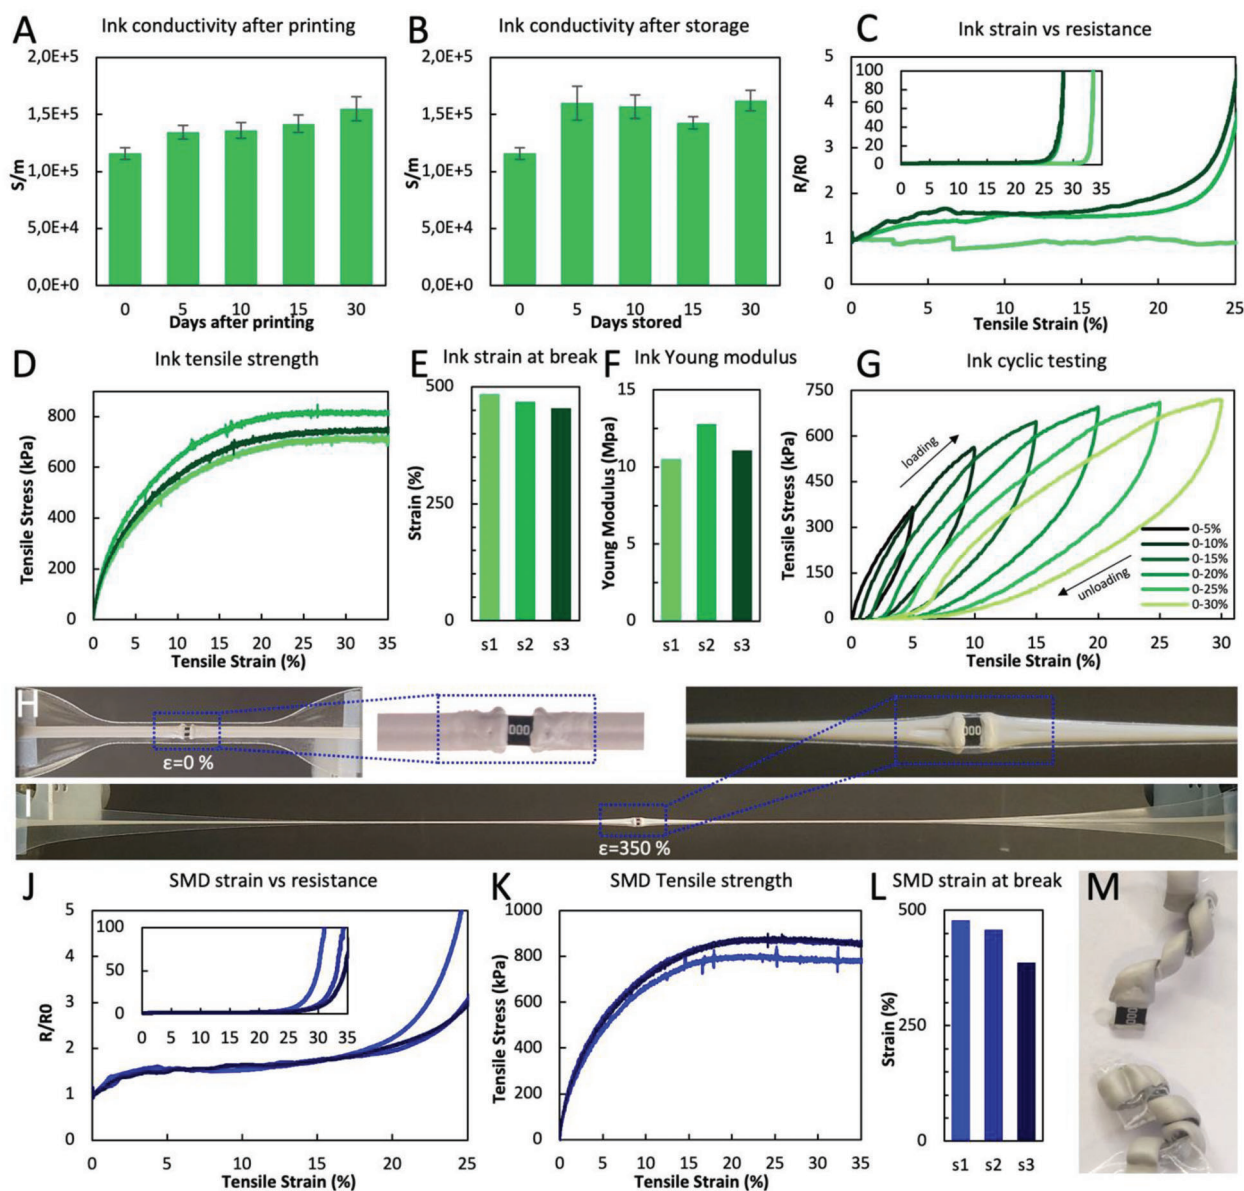 A Ink conductivity after printing
2,0E+5
1,5E+5
1,0E+5
5,0E+4
0,0E+0
S/m
0 5 10 15 30
Days after printing
B Ink conductivity after storage
2,0E+5
1,5E+5
1,0E+5
5,0E+4
0,0E+0
S/m
0 5 10 15 30
Days stored
C Ink strain vs resistance
5
4
3
2
1
0
R/R0
100
80
60
40
20
0
0 5 10 15 20 25 30 35
0 5 10 15 20 25
Tensile Strain (%)
D Ink tensile strength
800
600
400
200
0
Tensile Stress (kPa)
0 5 10 15 20 25 30 35
Tensile Strain (%)
E Ink strain at break
500
250
0
Strain (%)
s1 s2 s3
F Ink Young modulus
15
10
5
0
Young Modulus (Mpa)
s1 s2 s3
G Ink cyclic testing
750
600
450
300
150
0
Tensile Stress (kPa)
loading
unloading
0-5%
0-10%
0-15%
0-20%
0-25%
0-30%
0 5 10 15 20 25 30
Tensile Strain (%)
H
ε=0 %
000
000
I
ε=350 %
J SMD strain vs resistance
5
4
3
2
1
0
R/R0
100
50
0
0 5 10 15 20 25 30 35
0 5 10 15 20 25
Tensile Strain (%)
K SMD Tensile strength
1000
800
600
400
200
0
Tensile Stress (kPa)
0 5 10 15 20 25 30 35
Tensile Strain (%)
L SMD strain at break
500
250
0
Strain (%)
s1 s2 s3
M
000